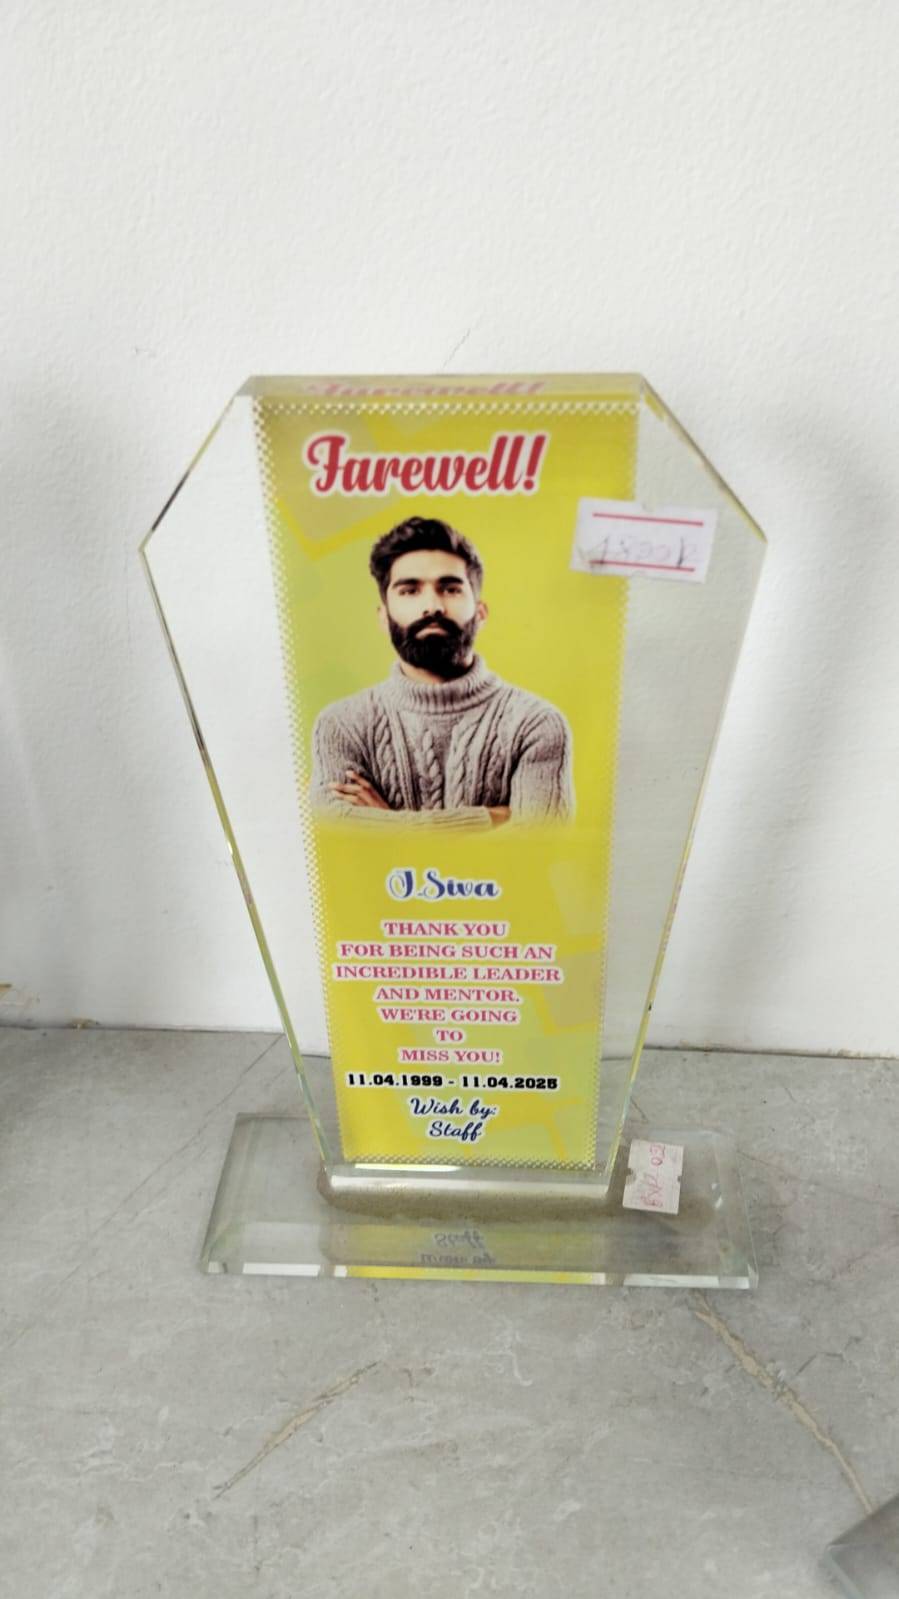 Farewell!
J.Siva
THANK YOU
FOR BEING SUCH AN
INCREDIBLE LEADER
AND MENTOR.
WE'RE GOING
TO
MISS YOU!
11.04.1999 - 11.04.2025
Wish by:
Staff